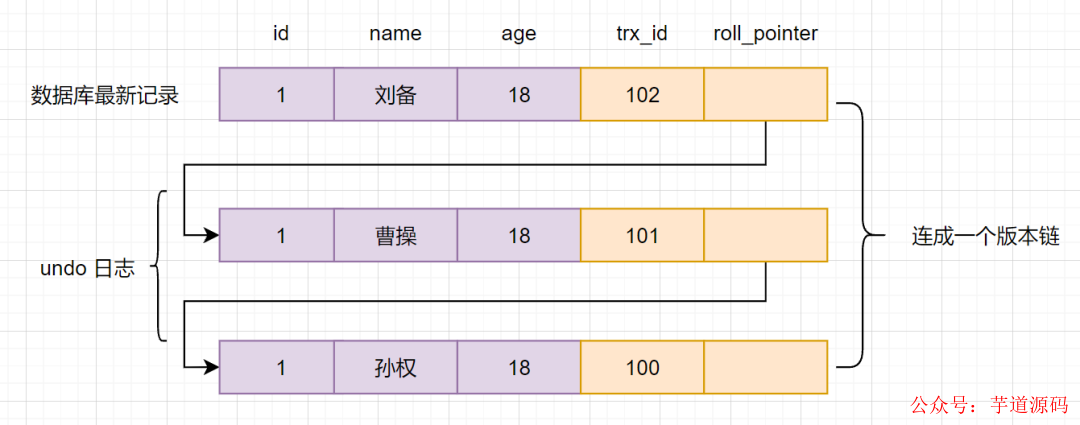 id name age trx_id roll_pointer
数据库最新记录 1 刘备 18 102
1 曹操 18 101 连成一个版本链
undo 日志
1 孙权 18 100
公众号：芋道源码